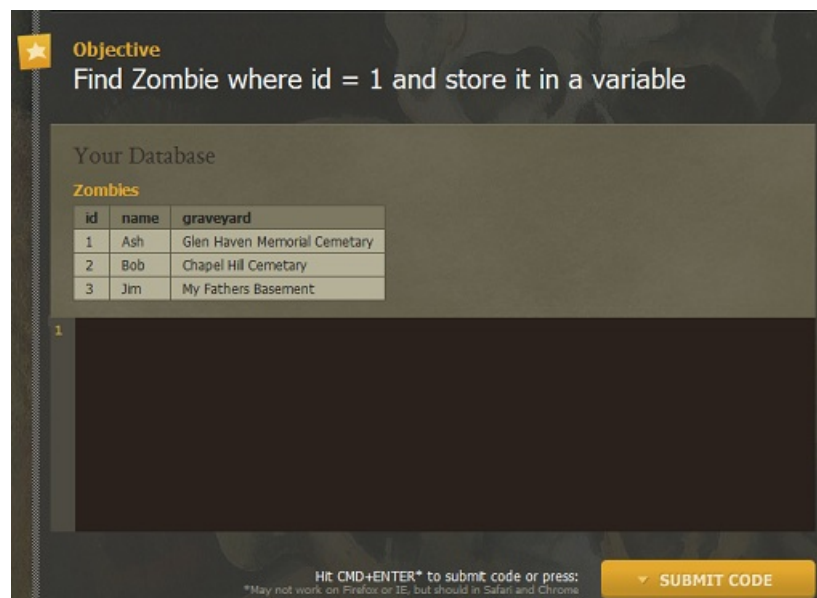 Objective
Find Zombie where id = 1 and store it in a variable
Your Database
Zombies
id name graveyard
1 Ash Glen Haven Memorial Cemetary
2 Bob Chapel Hill Cemetary
3 Jim My Fathers Basement
1
Hit CMD+ENTER* to submit code or press:
*May not work on Firefox or IE, but should in Safari and Chrome
SUBMIT CODE